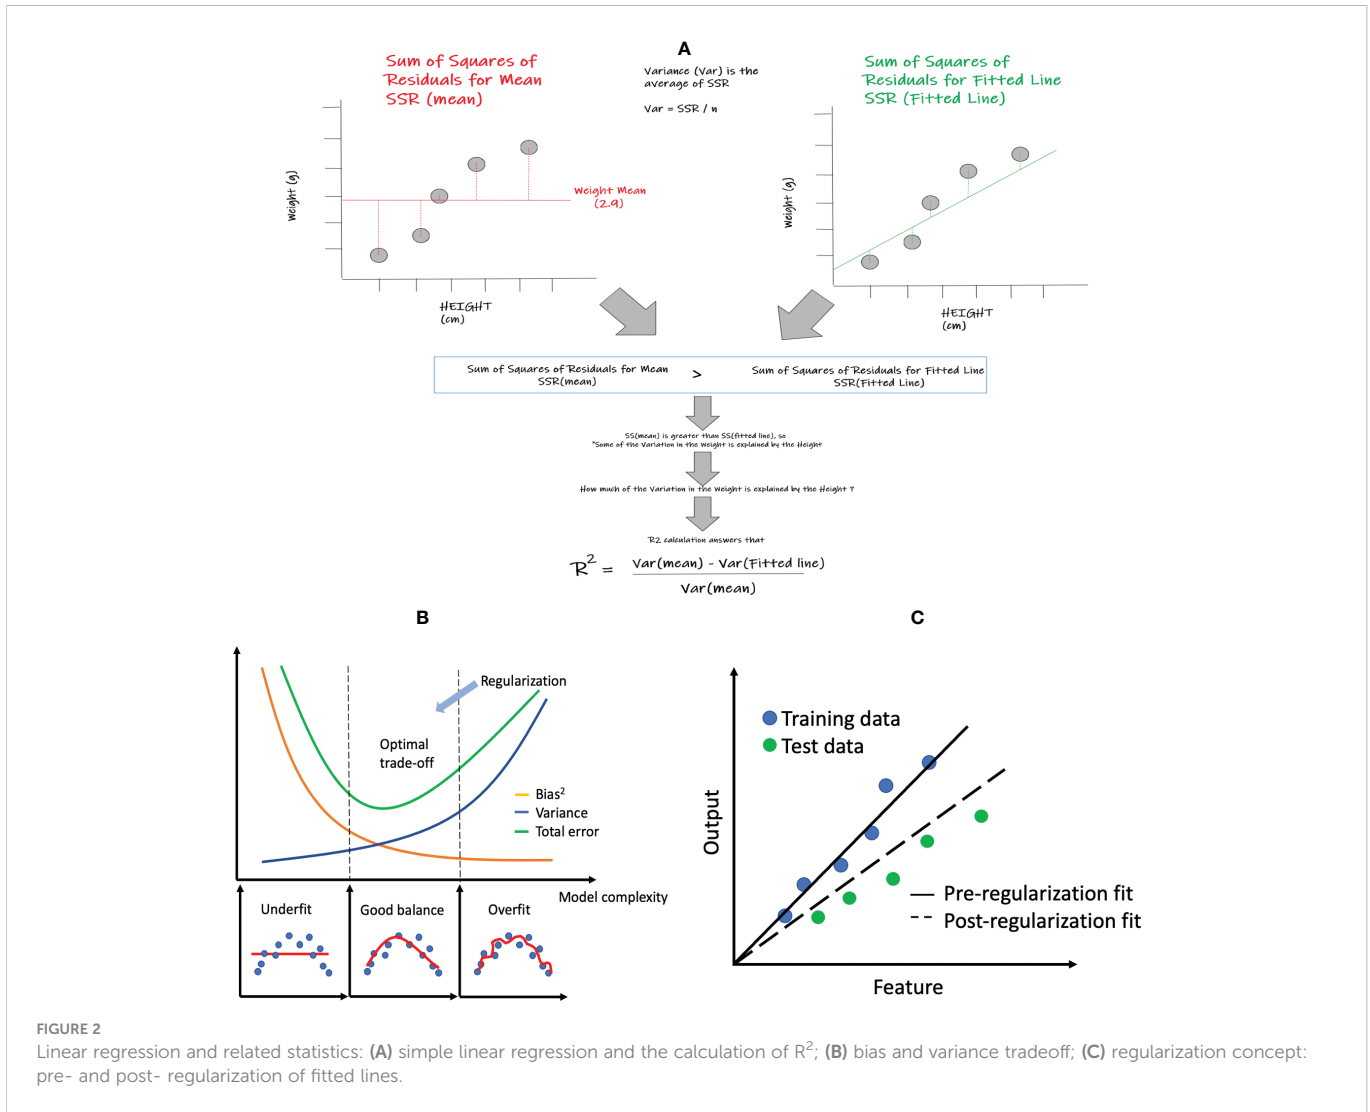 A
Sum of Squares of
Residuals for Mean
SSR (mean)
Variance (Var) is the
average of SSR
Var = SSR / n
Sum of Squares of
Residuals for Fitted Line
SSR (Fitted Line)
Weight (g)
Weight Mean
(2.9)
HEIGHT
(cm)
Weight (g)
HEIGHT
(cm)
Sum of Squares of Residuals for Mean
SSR(mean)
>
Sum of Squares of Residuals for Fitted Line
SSR(Fitted Line)
SS(mean) is greater than SS(fitted line), so
"Some of the Variation in the Weight is explained by the Height
How much of the Variation in the Weight is explained by the Height ?
R2 calculation answers that
R² = Var(mean) - Var(Fitted line)
Var(mean)
B
Regularization
Optimal
trade-off
Bias²
Variance
Total error
Model complexity
Underfit
Good balance
Overfit
C
Training data
Test data
Output
Pre-regularization fit
Post-regularization fit
Feature
FIGURE 2
Linear regression and related statistics: (A) simple linear regression and the calculation of R²; (B) bias and variance tradeoff; (C) regularization concept:
pre- and post- regularization of fitted lines.